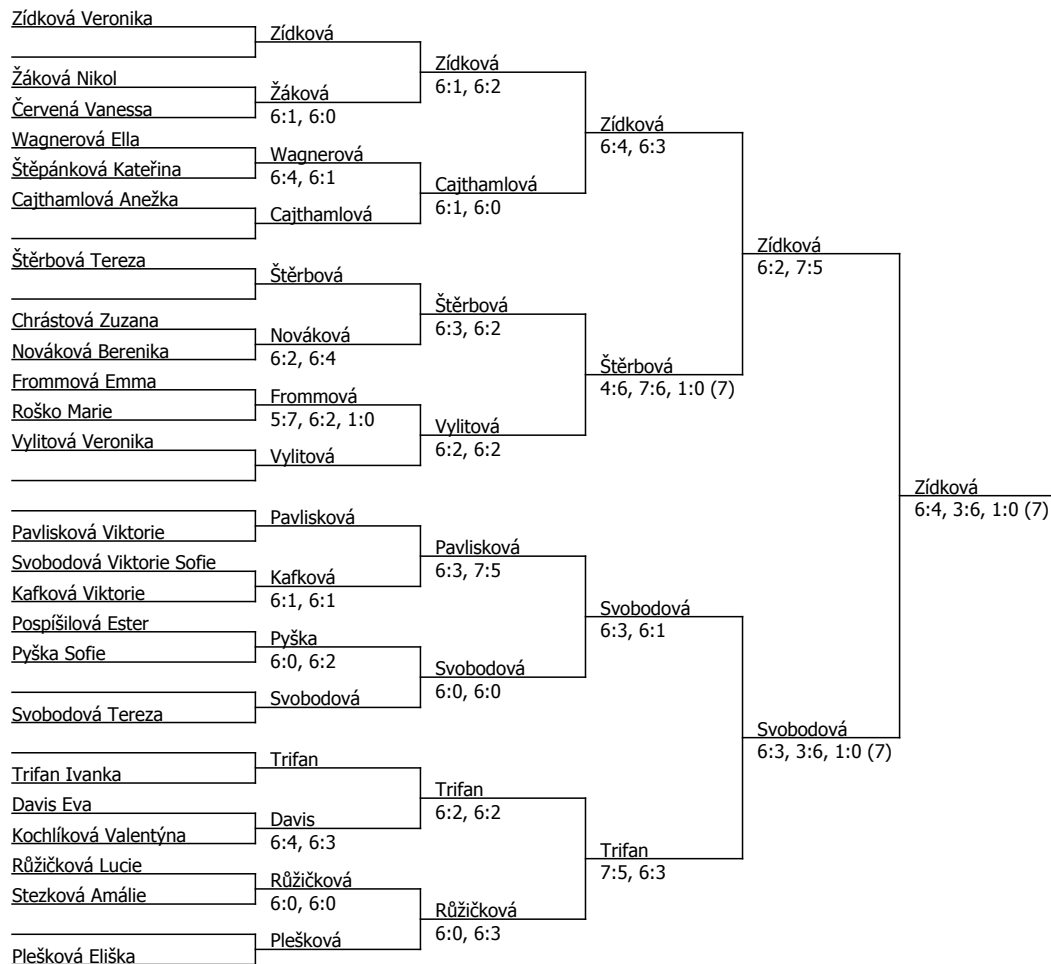 Zídková Veronika
Žáková Nikol
Červená Vanessa
Wagnerová Ella
Štěpánková Kateřina
Cajthamlová Anežka
Štěrbová Tereza
Chrástová Zuzana
Nováková Berenika
Frommová Emma
Roško Marie
Vylitová Veronika
Pavlisková Viktorie
Svobodová Viktorie Sofie
Kafková Viktorie
Pospíšilová Ester
Pyška Sofie
Svobodová Tereza
Trifan Ivanka
Davis Eva
Kochlíková Valentýna
Růžičková Lucie
Stezková Amálie
Plešková Eliška
Zídková
Žáková
6:1, 6:0
Wagnerová
6:4, 6:1
Cajthamlová
Štěrbová
Nováková
6:2, 6:4
Frommová
5:7, 6:2, 1:0
Vylitová
Pavlisková
Kafková
6:1, 6:1
Pyška
6:0, 6:2
Svobodová
Trifan
Davis
6:4, 6:3
Růžičková
6:0, 6:0
Plešková
Zídková
6:1, 6:2
Cajthamlová
6:1, 6:0
Štěrbová
6:3, 6:2
Vylitová
6:2, 6:2
Pavlisková
6:3, 7:5
Svobodová
6:0, 6:0
Trifan
6:2, 6:2
Růžičková
6:0, 6:3
Zídková
6:4, 6:3
Štěrbová
4:6, 7:6, 1:0 (7)
Svobodová
6:3, 6:1
Trifan
7:5, 6:3
Zídková
6:2, 7:5
Svobodová
6:3, 3:6, 1:0 (7)
Zídková
6:4, 3:6, 1:0 (7)